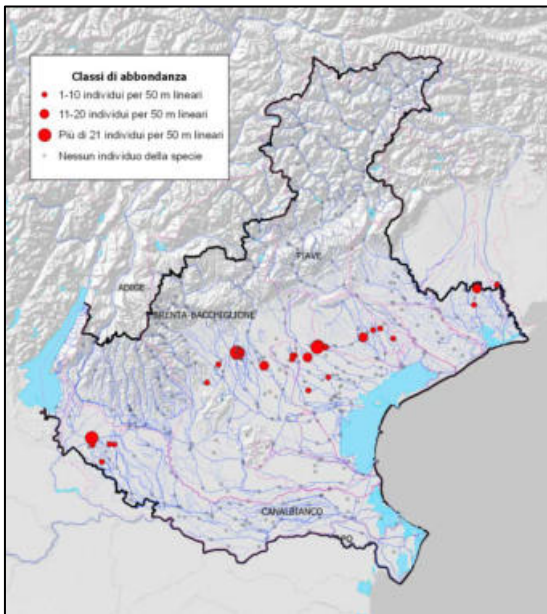 Classi di abbondanza
1-10 individui per 50 m lineari
11-20 individui per 50 m lineari
Più di 21 individui per 50 m lineari
Nessun individuo della specie
PIAVE
ADIGE
BRENTA-BACCHIGLIONE
CANALBIANCO
PO